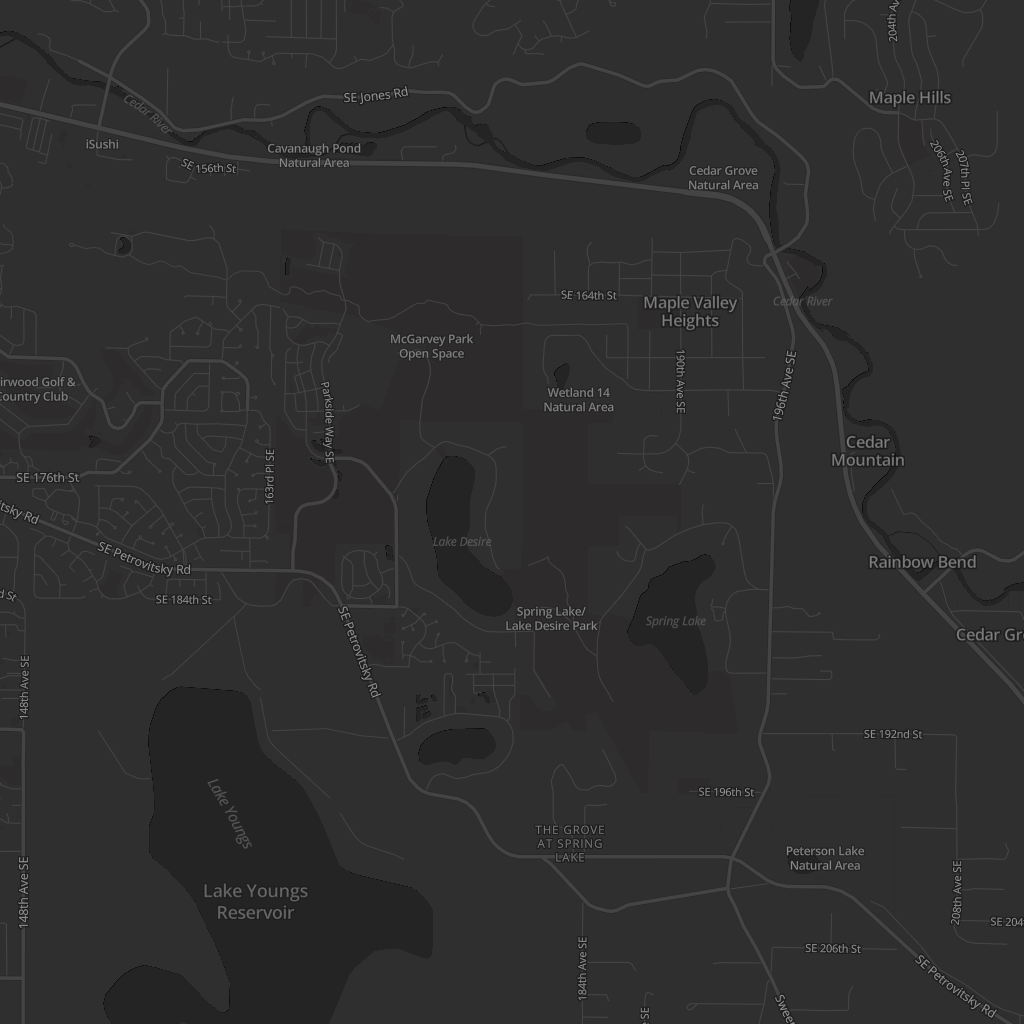 204th Av
Maple Hills
SE Jones Rd
Cedar River
iSushi
Cavanaugh Pond
Natural Area
SE 156th St
Cedar Grove
Natural Area
206th Ave SE
207th Pl SE
SE 164th St
Maple Valley
Heights
Cedar River
McGarvey Park
Open Space
196th Ave SE
190th Ave SE
irwood Golf &
Country Club
Parkside Way SE
Wetland 14
Natural Area
Cedar
Mountain
SE 176th St
163rd Pl SE
itsky Rd
SE Petrovitsky Rd
Lake Desire
Rainbow Bend
d St
SE 184th St
SE Petrovitsky Rd
Spring Lake/
Lake Desire Park
Spring Lake
Cedar Gro
148th Ave SE
SE 192nd St
SE 196th St
Lake Youngs
THE GROVE
AT SPRING
LAKE
Peterson Lake
Natural Area
148th Ave SE
Lake Youngs
Reservoir
208th Ave SE
SE 204
SE 206th St
184th Ave SE
SE Petrovitsky Rd
Swee
e SE